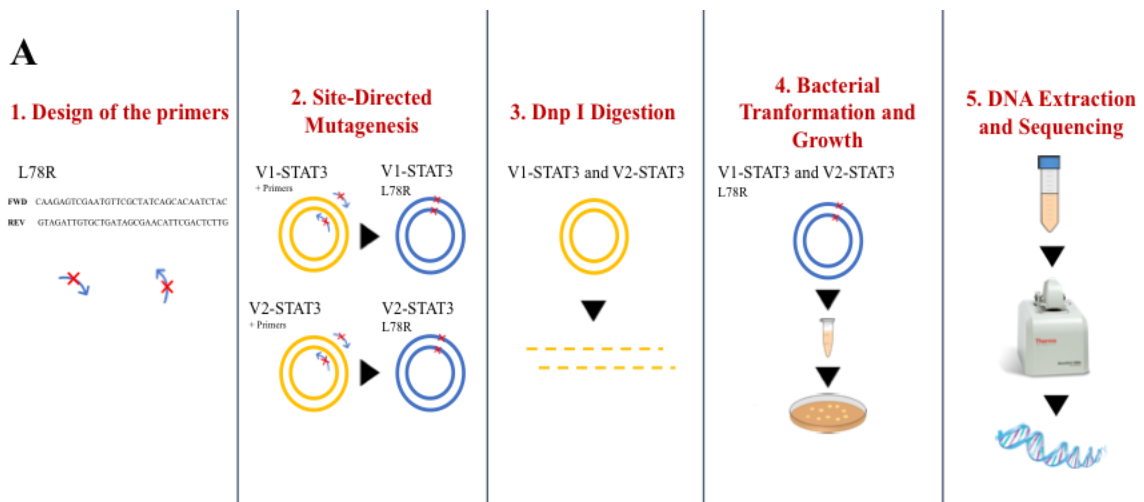 A
1. Design of the primers
L78R
FWD CAAGAGTCGAATGTTCGCTATCAGCACAATCTAC
REV GTAGATTGTGCTGATAGCGAACATTCGACTCTTG
2. Site-Directed
Mutagenesis
V1-STAT3
+ Primers
V1-STAT3
L78R
V2-STAT3
+ Primers
V2-STAT3
L78R
3. Dnp I Digestion
V1-STAT3 and V2-STAT3
4. Bacterial
Tranformation and
Growth
V1-STAT3 and V2-STAT3
L78R
5. DNA Extraction
and Sequencing
Thermo